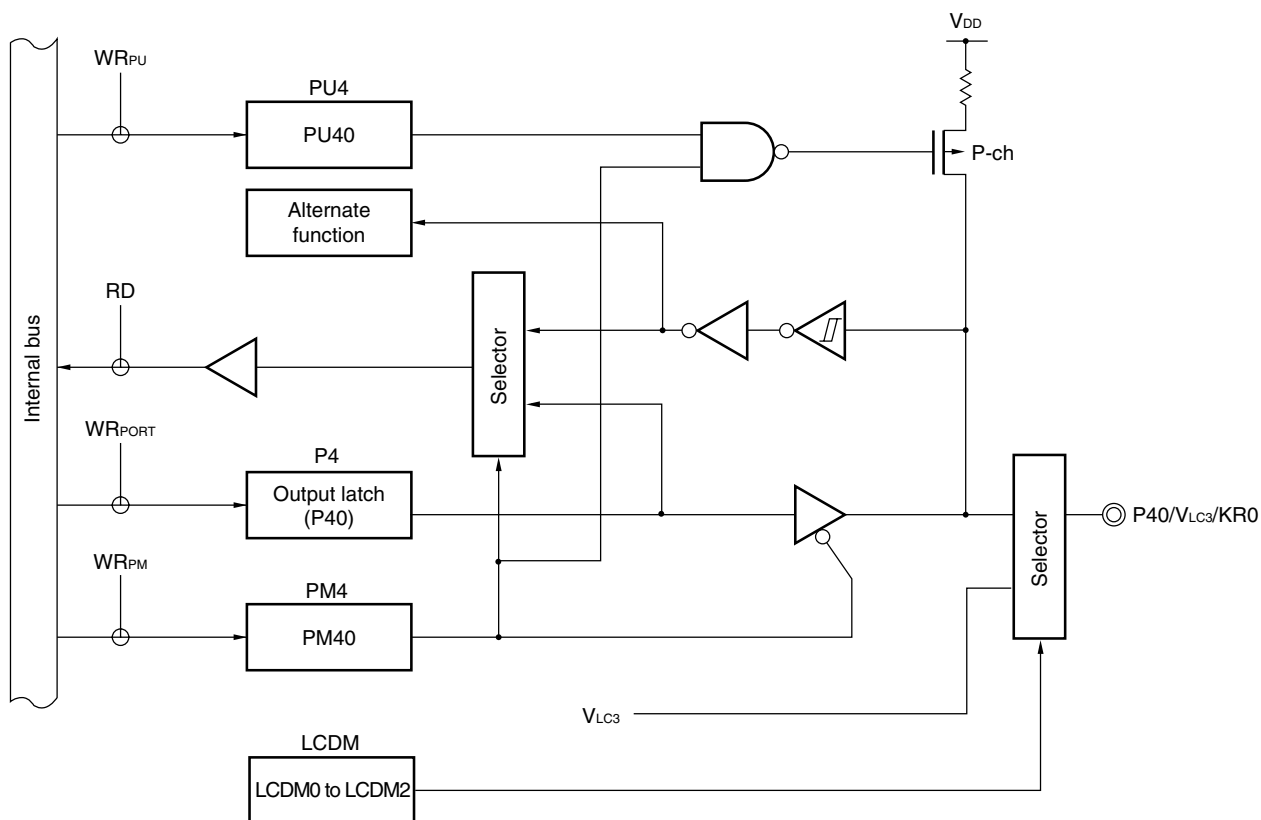 VDD
WRPU
PU4
PU40
P-ch
Alternate
function
RD
Internal bus
Selector
WRPORT
P4
Output latch
(P40)
Selector
P40/VLC3/KR0
WRPM
PM4
PM40
VLC3
LCDM
LCDM0 to LCDM2